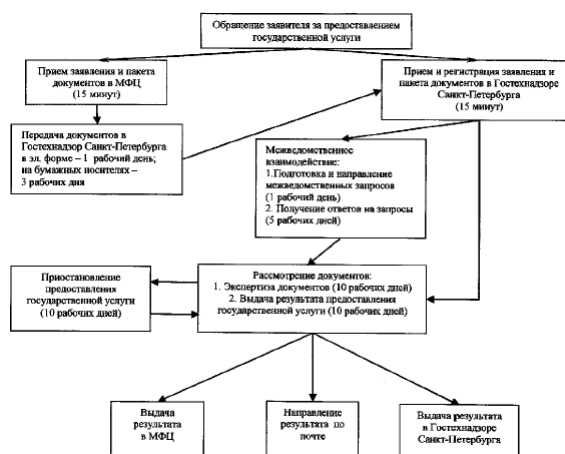 Обращение заявителя за предоставлением
государственной услуги
Прием заявления и пакета
документов в МФЦ
(15 минут)
Прием и регистрация заявления и
пакета документов в Гостехнадзоре
Санкт-Петербурга
(15 минут)
Передача документов в
Гостехнадзор Санкт-Петербурга
в эл. форме – 1 рабочий день;
на бумажных носителях –
3 рабочих дня
Межведомственное
взаимодействие:
1.Подготовка и направление
межведомственных запросов
(1 рабочий день)
2. Получение ответов на запросы
(5 рабочих дней)
Приостановление
предоставления
государственной услуги
(10 рабочих дней)
Рассмотрение документов:
1. Экспертиза документов (10 рабочих дней)
2. Выдача результата предоставления
государственной услуги (10 рабочих дней)
Выдача
результата
в МФЦ
Направление
результата по
почте
Выдача результата
в Гостехнадзоре
Санкт-Петербурга